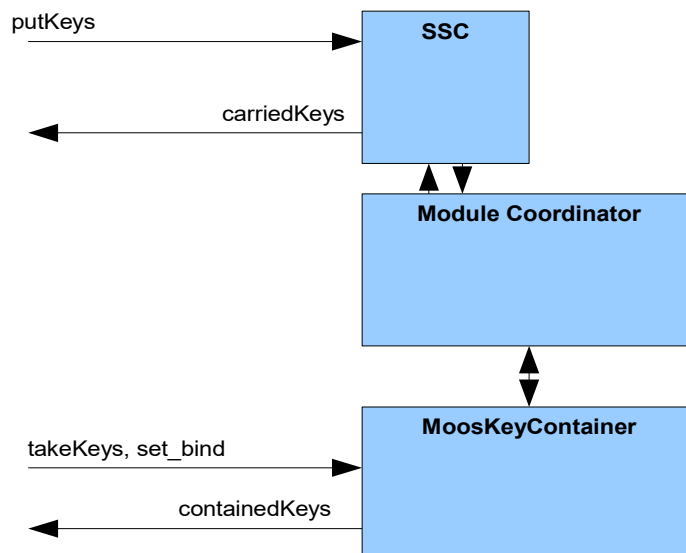 putKeys
SSC
carriedKeys
Module Coordinator
MoosKeyContainer
takeKeys, set_bind
containedKeys